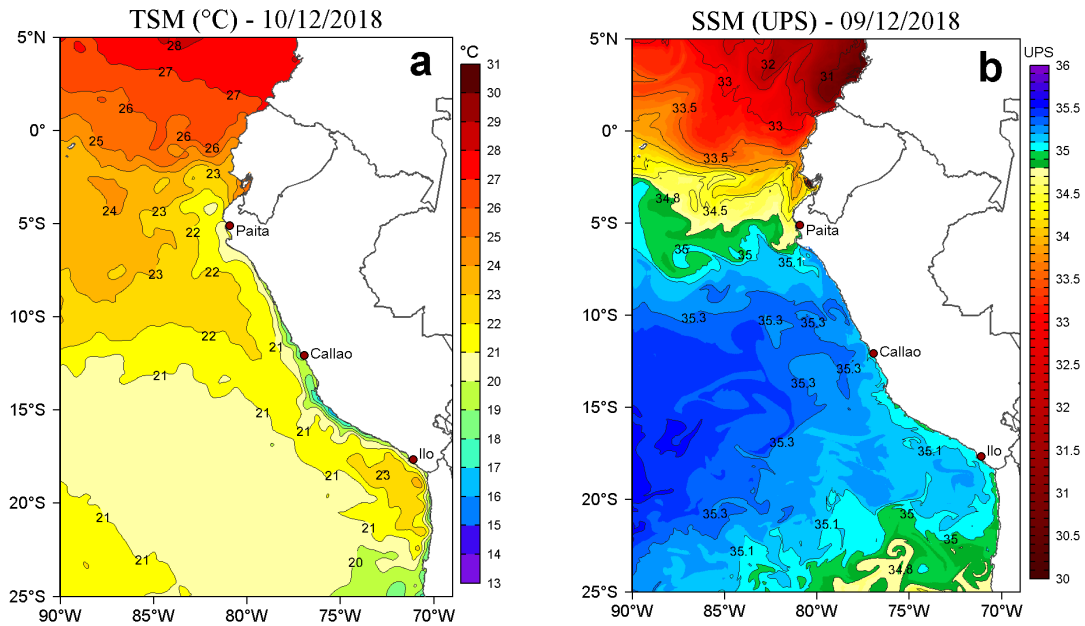 TSM (°C) - 10/12/2018
a
°C
5°N
0°
5°S
10°S
15°S
20°S
25°S
90°W
85°W
80°W
75°W
70°W
28
27
27
26
26
26
25
23
24
23
22
23
22
22
21
21
21
21
21
23
21
21
21
20
Paita
Callao
Ilo
31
30
29
28
27
26
25
24
23
22
21
20
19
18
17
16
15
14
13
SSM (UPS) - 09/12/2018
b
UPS
5°N
0°
5°S
10°S
15°S
20°S
25°S
90°W
85°W
80°W
75°W
70°W
32
31
33
33.5
33
33.5
34.8
34.5
35
35
35.1
35.3
35.3
35.3
35.3
35.3
35.3
35.1
35.3
35.1
35
35.1
35
34.8
Paita
Callao
Ilo
36
35.5
35
34.5
34
33.5
33
32.5
32
31.5
31
30.5
30